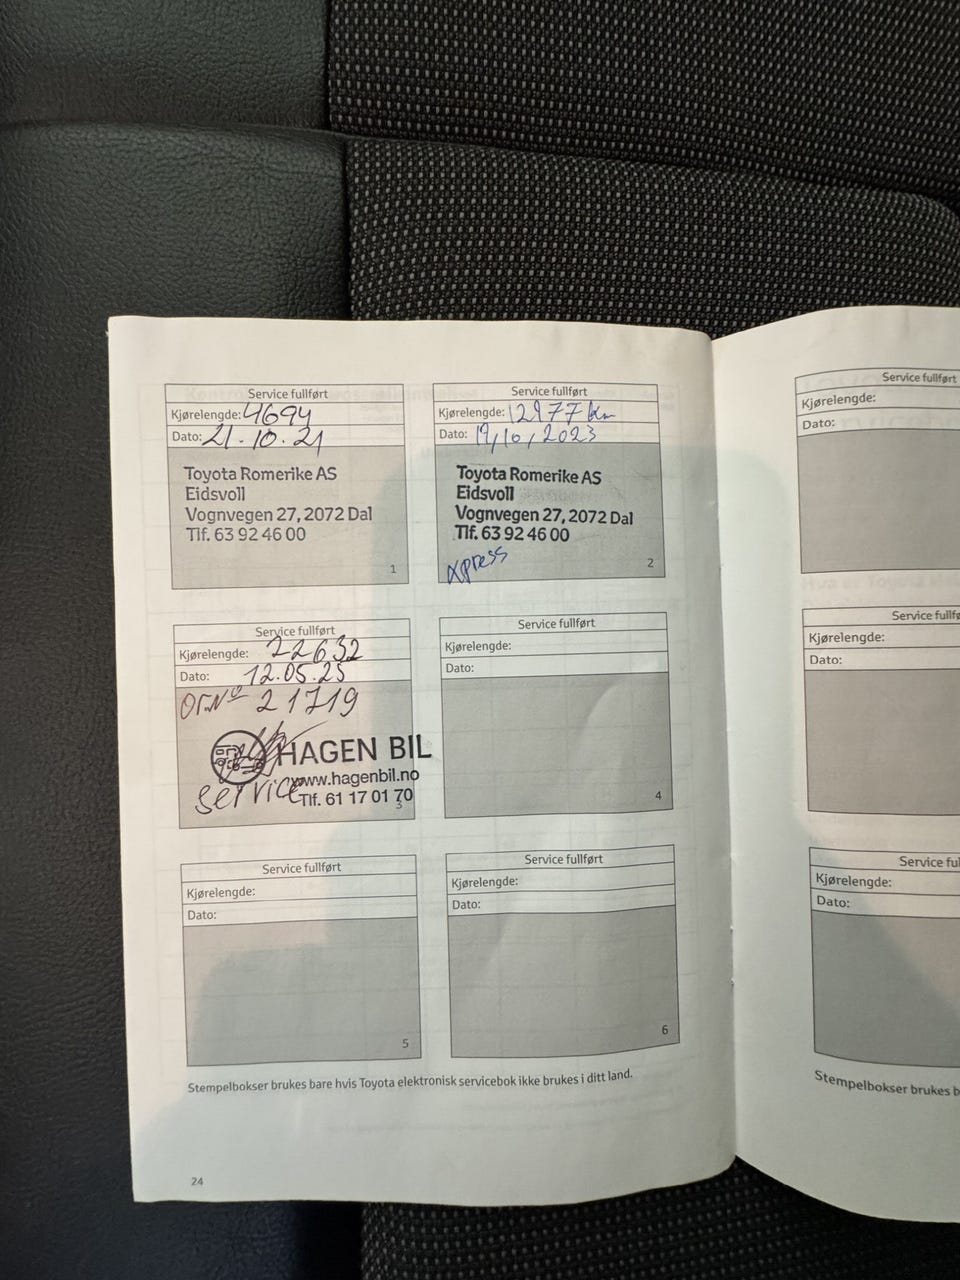 Service fullført
Kjørelengde: 4694
Dato: 21.10.21
Toyota Romerike AS
Eidsvoll
Vognvegen 27, 2072 Dal
Tlf. 63 92 46 00
1
Service fullført
Kjørelengde: 12977 km
Dato: 19/10, 2023
Toyota Romerike AS
Eidsvoll
Vognvegen 27, 2072 Dal
Tlf. 63 92 46 00
xpress
2
Service fullført
Kjørelengde: 22632
Dato: 12.05.25
Or.Nº 21719
HAGEN BIL
www.hagenbil.no
service
Tlf. 61 17 01 70
3
Service fullført
Kjørelengde:
Dato:
4
Service fullført
Kjørelengde:
Dato:
5
Service fullført
Kjørelengde:
Dato:
6
Stempelbokser brukes bare hvis Toyota elektronisk servicebok ikke brukes i ditt land.
24
Service fullført
Kjørelengde:
Dato:
Service fullf
Kjørelengde:
Dato:
Service ful
Kjørelengde:
Dato:
Stempelbokser brukes b